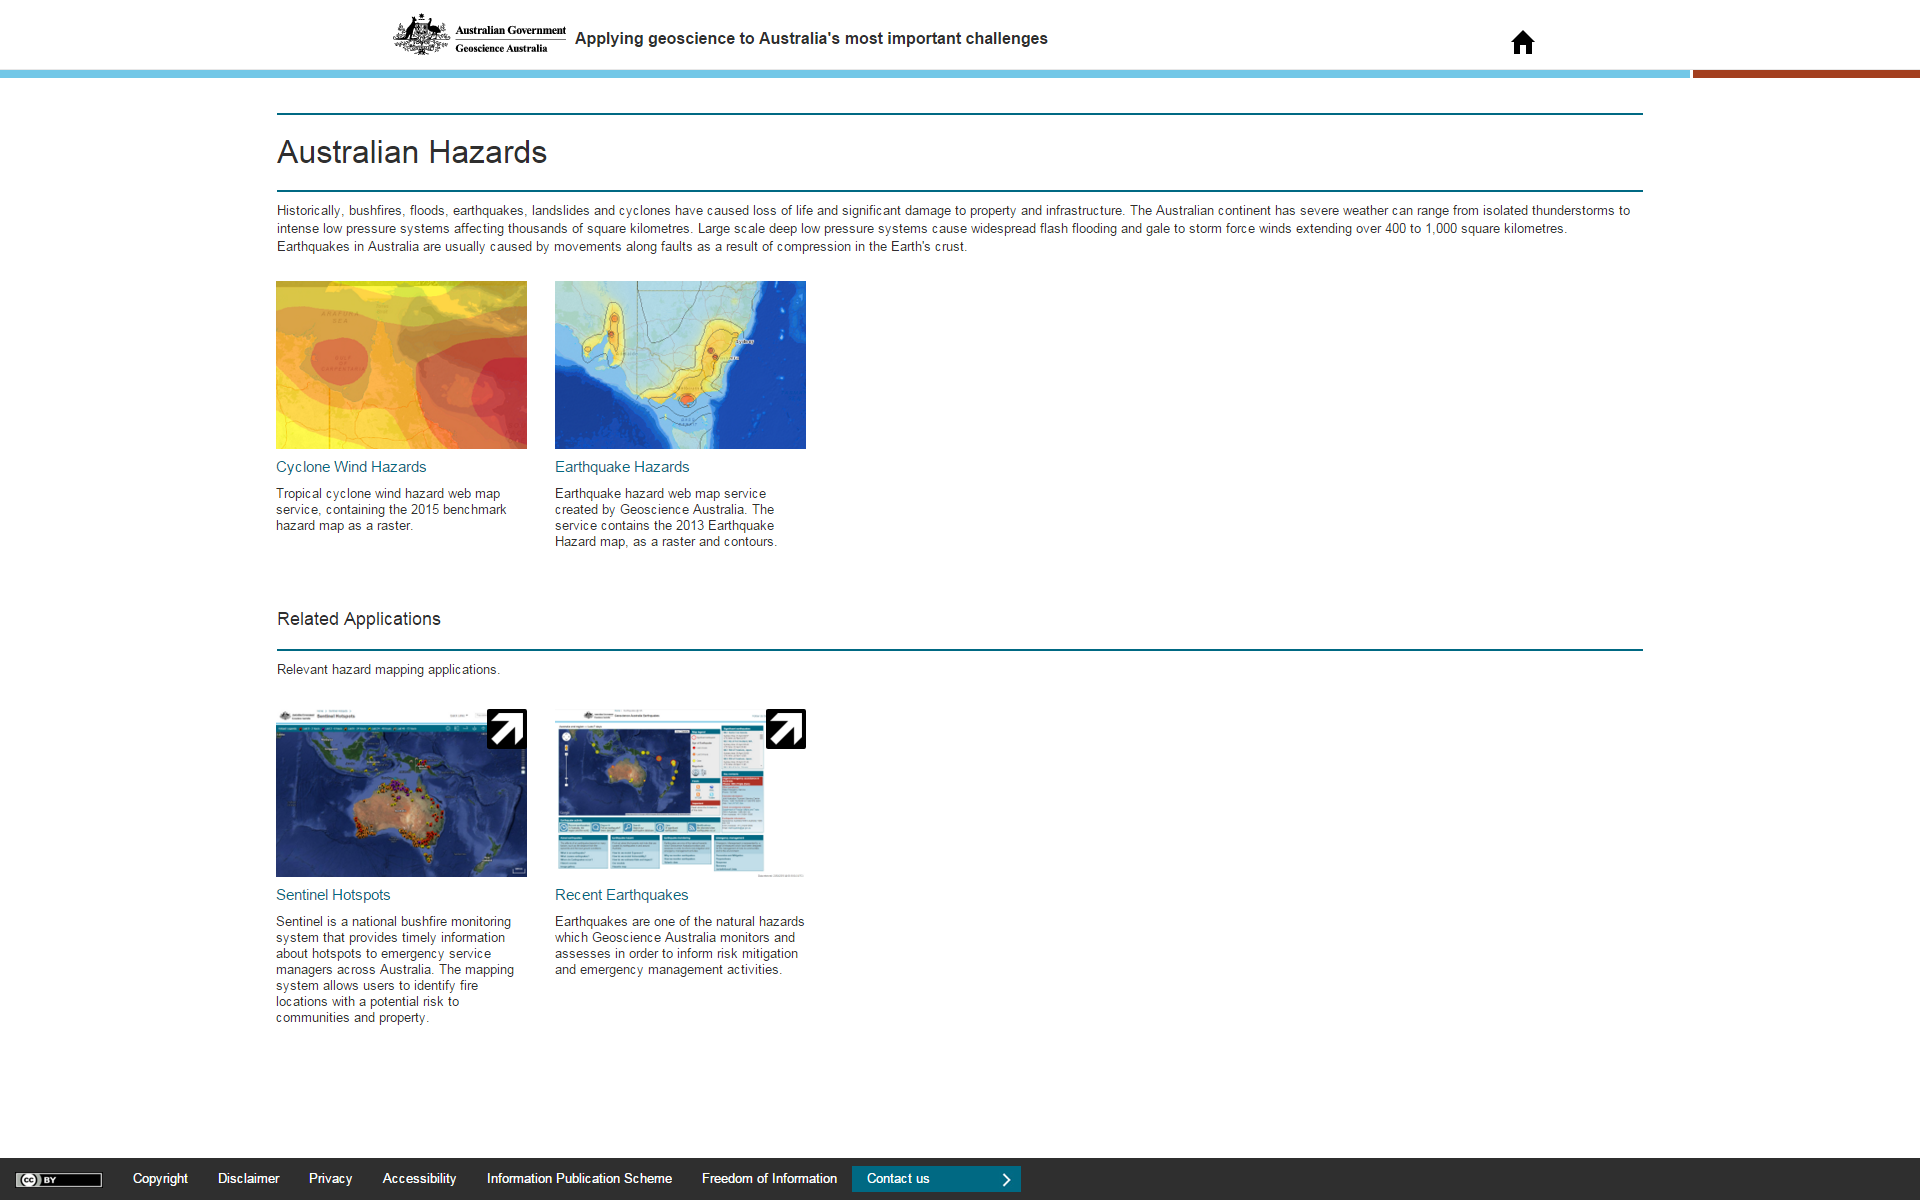 Australian Government
Geoscience Australia
Applying geoscience to Australia's most important challenges
Australian Hazards
Historically, bushfires, floods, earthquakes, landslides and cyclones have caused loss of life and significant damage to property and infrastructure. The Australian continent has severe weather can range from isolated thunderstorms to
intense low pressure systems affecting thousands of square kilometres. Large scale deep low pressure systems cause widespread flash flooding and gale to storm force winds extending over 400 to 1,000 square kilometres.
Earthquakes in Australia are usually caused by movements along faults as a result of compression in the Earth's crust.
Cyclone Wind Hazards
Tropical cyclone wind hazard web map
service, containing the 2015 benchmark
hazard map as a raster.
Earthquake Hazards
Earthquake hazard web map service
created by Geoscience Australia. The
service contains the 2013 Earthquake
Hazard map, as a raster and contours.
Related Applications
Relevant hazard mapping applications.
Sentinel Hotspots
Sentinel Hotspots
Sentinel is a national bushfire monitoring
system that provides timely information
about hotspots to emergency service
managers across Australia. The mapping
system allows users to identify fire
locations with a potential risk to
communities and property.
Recent Earthquakes
Earthquakes are one of the natural hazards
which Geoscience Australia monitors and
assesses in order to inform risk mitigation
and emergency management activities.
cc BY
Copyright
Disclaimer
Privacy
Accessibility
Information Publication Scheme
Freedom of Information
Contact us